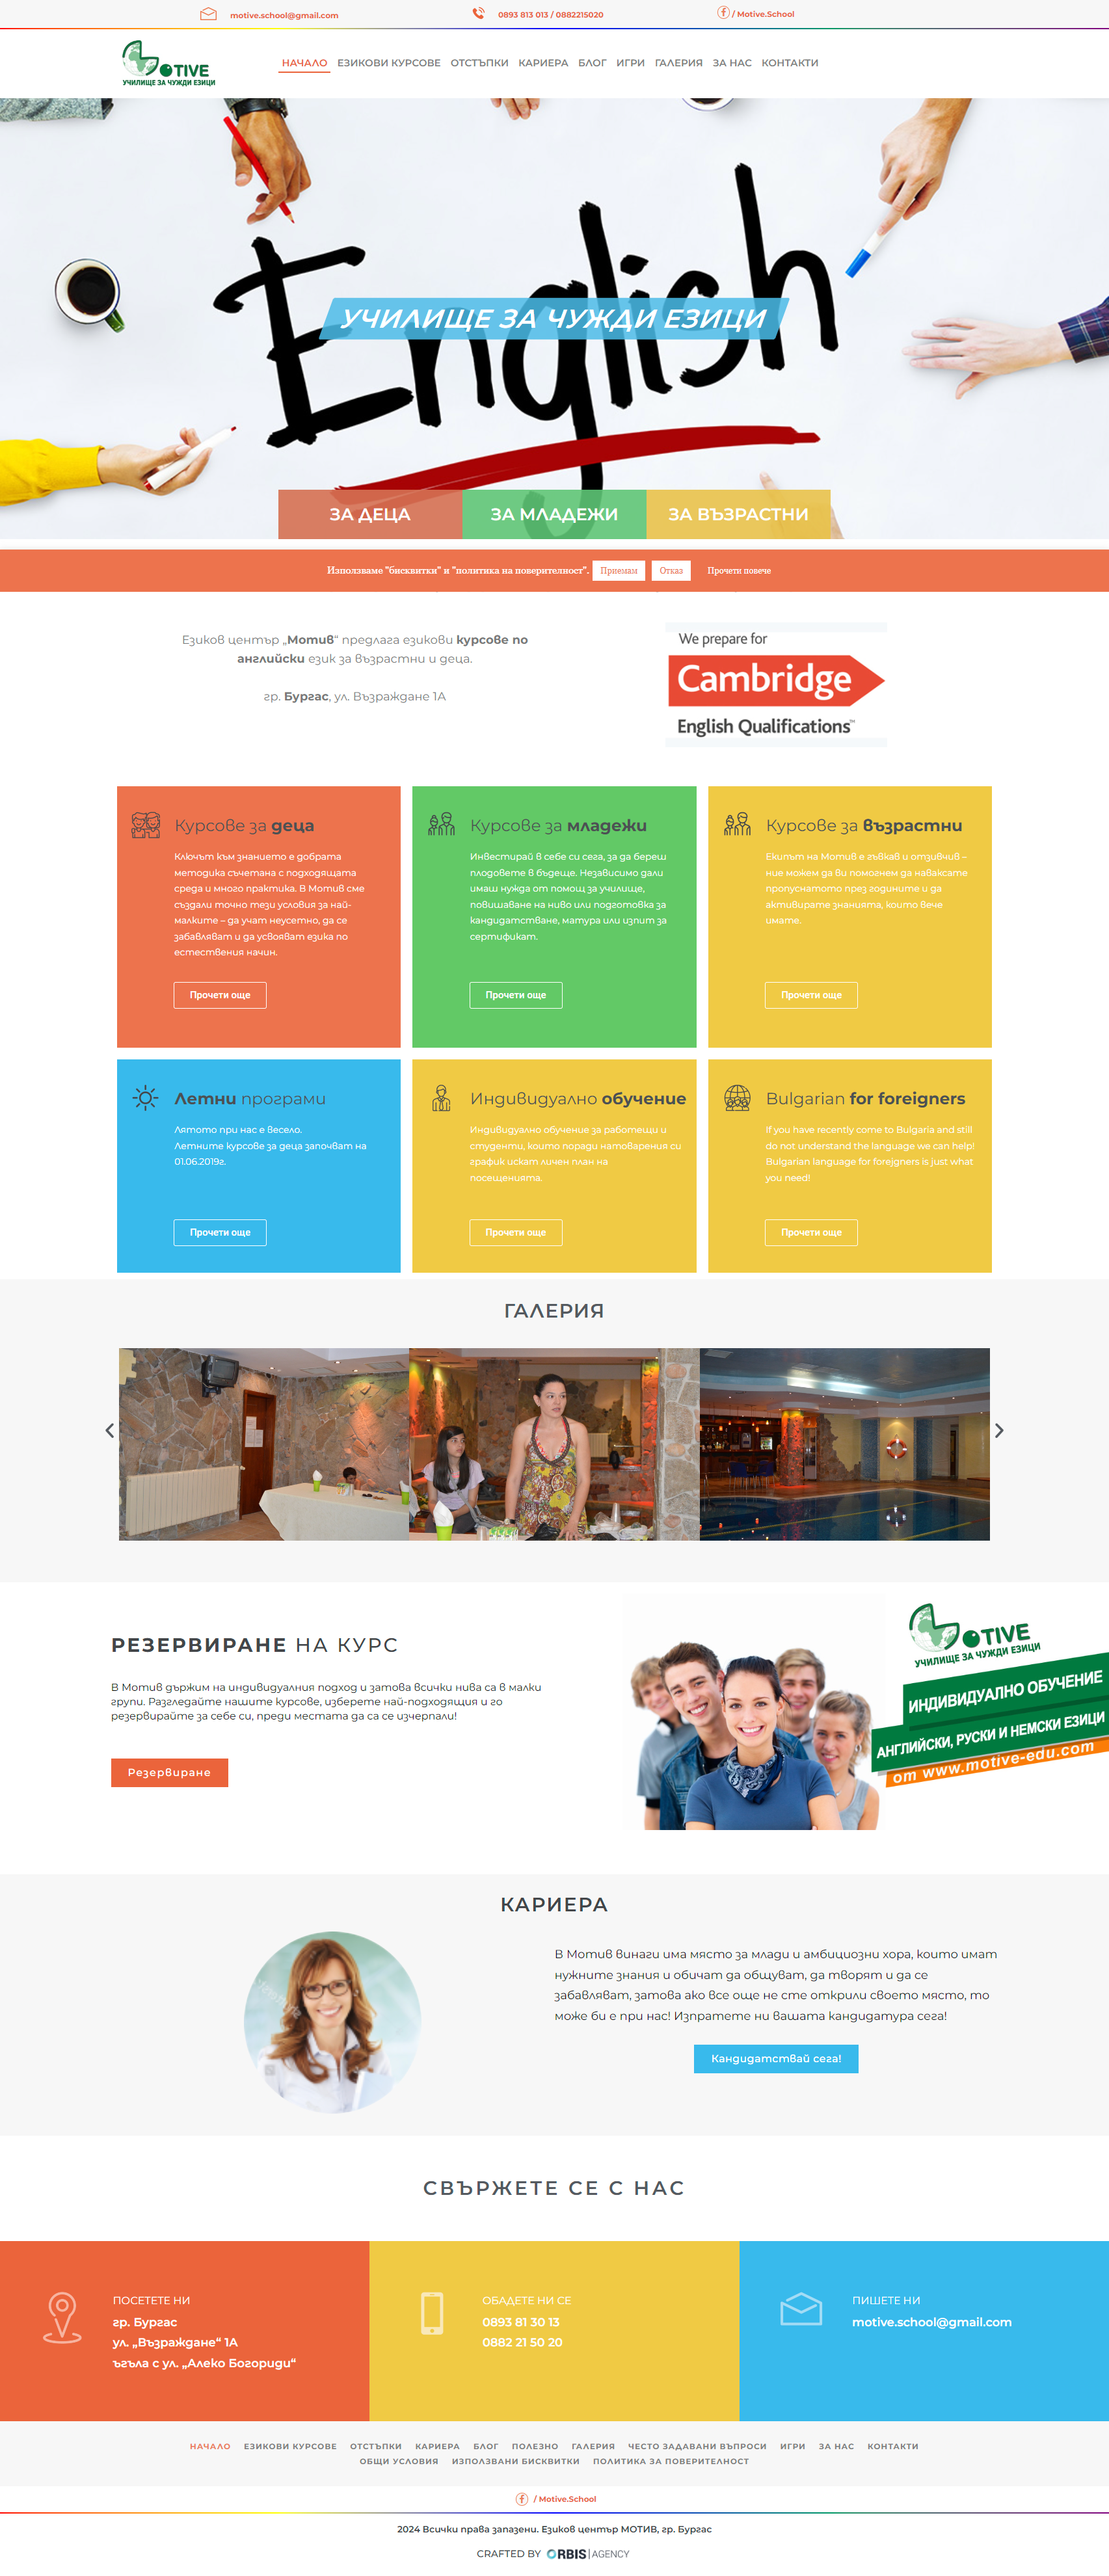 motive.school@gmail.com
0893 813 013 / 0882215020
/ Motive.School
MOTIVE
УЧИЛИЩЕ ЗА ЧУЖДИ ЕЗИЦИ
НАЧАЛО ЕЗИКОВИ КУРСОВЕ ОТСТЪПКИ КАРИЕРА БЛОГ ИГРИ ГАЛЕРИЯ ЗА НАС КОНТАКТИ
English
УЧИЛИЩЕ ЗА ЧУЖДИ ЕЗИЦИ
ЗА ДЕЦА
ЗА МЛАДЕЖИ
ЗА ВЪЗРАСТНИ
Използваме "бисквитки" и "политика на поверителност". Приемам Отказ Прочети повече
Езиков център „Мотив“ предлага езикови курсове по
английски език за възрастни и деца.
гр. Бургас, ул. Възраждане 1А
We prepare for
Cambridge
English Qualifications™
Курсове за деца
Ключът към знанието е добрата
методика съчетана с подходящата
среда и много практика. В Мотив сме
създали точно тези условия за най-
малките – да учат неусетно, да се
забавляват и да усвояват езика по
естествения начин.
Прочети още
Курсове за младежи
Инвестирай в себе си сега, за да береш
плодовете в бъдеще. Независимо дали
имаш нужда от помощ за училище,
повишаване на ниво или подготовка за
кандидатстване, матура или изпит за
сертификат.
Прочети още
Курсове за възрастни
Екипът на Мотив е гъвкав и отзивчив –
ние можем да ви помогнем да наваксате
пропуснатото през годините и да
активирате знанията, които вече
имате.
Прочети още
Летни програми
Лятото при нас е весело.
Летните курсове за деца започват на
01.06.2019г.
Прочети още
Индивидуално обучение
Индивидуално обучение за работещи и
студенти, които поради натоварения си
график искат личен план на
посещенията.
Прочети още
Bulgarian for foreigners
If you have recently come to Bulgaria and still
do not understand the language we can help!
Bulgarian language for forejgners is just what
you need!
Прочети още
ГАЛЕРИЯ
РЕЗЕРВИРАНЕ НА КУРС
В Мотив държим на индивидуалния подход и затова всички нива са в малки
групи. Разгледайте нашите курсове, изберете най-подходящия и го
резервирайте за себе си, преди местата да са се изчерпали!
Резервиране
MOTIVE
УЧИЛИЩЕ ЗА ЧУЖДИ ЕЗИЦИ
ИНДИВИДУАЛНО ОБУЧЕНИЕ
АНГЛИЙСКИ, РУСКИ И НЕМСКИ ЕЗИЦИ
от www.motive-edu.com
КАРИЕРА
В Мотив винаги има място за млади и амбициозни хора, които имат
нужните знания и обичат да общуват, да творят и да се
забавляват, затова ако все още не сте открили своето място, то
може би е при нас! Изпратете ни вашата кандидатура сега!
Кандидатствай сега!
СВЪРЖЕТЕ СЕ С НАС
ПОСЕТЕТЕ НИ
гр. Бургас
ул. „Възраждане“ 1А
ъгъла с ул. „Алеко Богориди“
ОБАДЕТЕ НИ СЕ
0893 81 30 13
0882 21 50 20
ПИШЕТЕ НИ
motive.school@gmail.com
НАЧАЛО ЕЗИКОВИ КУРСОВЕ ОТСТЪПКИ КАРИЕРА БЛОГ ПОЛЕЗНО ГАЛЕРИЯ ЧЕСТО ЗАДАВАНИ ВЪПРОСИ ИГРИ ЗА НАС КОНТАКТИ
ОБЩИ УСЛОВИЯ ИЗПОЛЗВАНИ БИСКВИТКИ ПОЛИТИКА ЗА ПОВЕРИТЕЛНОСТ
/ Motive.School
2024 Всички права запазени. Езиков център МОТИВ, гр. Бургас
CRAFTED BY ORBIS|AGENCY